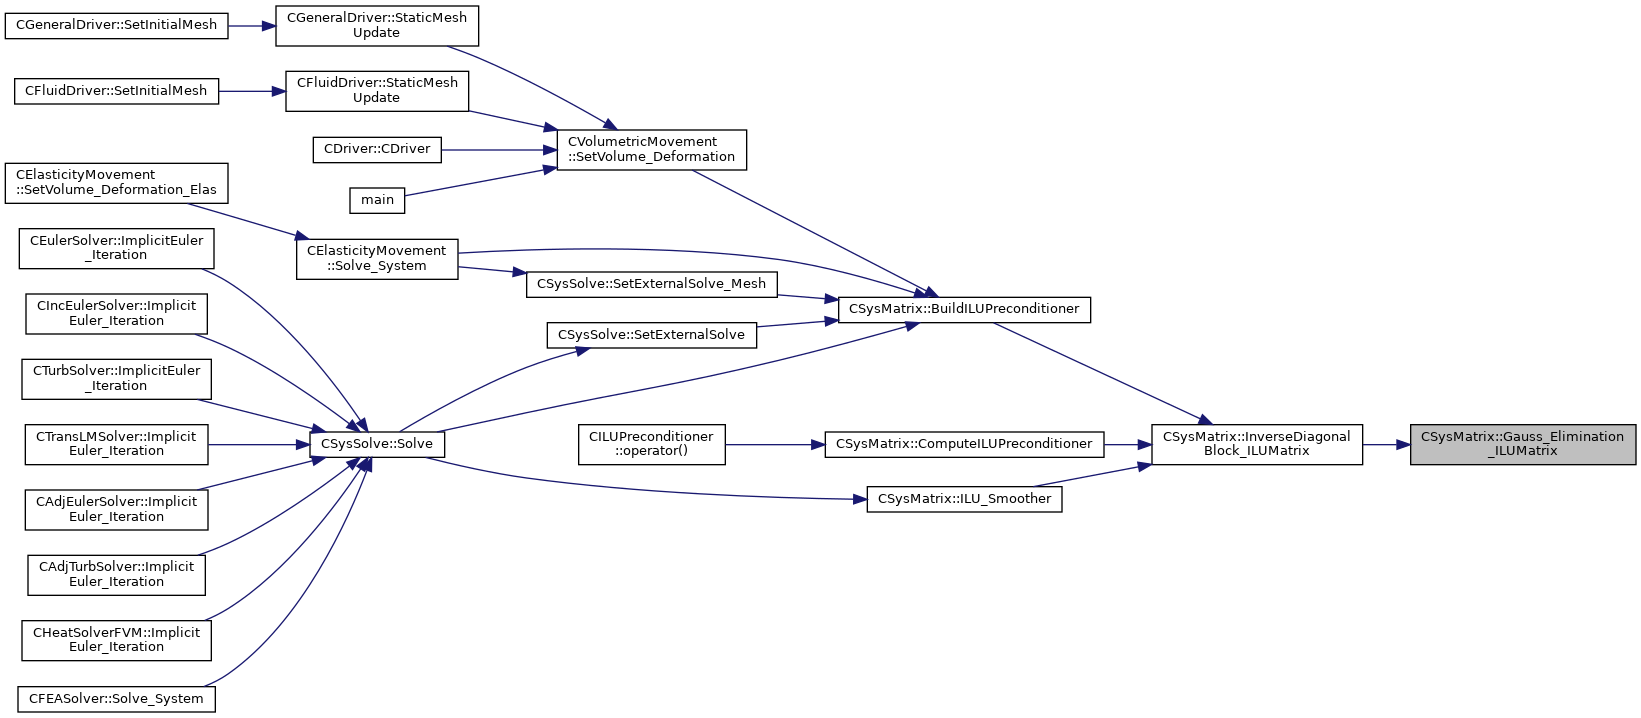 CGeneralDriver::SetInitialMesh
CGeneralDriver::StaticMesh
Update
CFluidDriver::SetInitialMesh
CFluidDriver::StaticMesh
Update
CDriver::CDriver
main
CVolumetricMovement
::SetVolume_Deformation
CElasticityMovement
::SetVolume_Deformation_Elas
CElasticityMovement
::Solve_System
CSysSolve::SetExternalSolve_Mesh
CSysSolve::SetExternalSolve
CSysMatrix::BuildILUPreconditioner
CEulerSolver::ImplicitEuler
_Iteration
CIncEulerSolver::Implicit
Euler_Iteration
CTurbSolver::ImplicitEuler
_Iteration
CTransLMSolver::Implicit
Euler_Iteration
CAdjEulerSolver::Implicit
Euler_Iteration
CAdjTurbSolver::Implicit
Euler_Iteration
CHeatSolverFVM::Implicit
Euler_Iteration
CFEASolver::Solve_System
CSysSolve::Solve
CILUPreconditioner
::operator()
CSysMatrix::ComputeILUPreconditioner
CSysMatrix::ILU_Smoother
CSysMatrix::InverseDiagonal
Block_ILUMatrix
CSysMatrix::Gauss_Elimination
_ILUMatrix